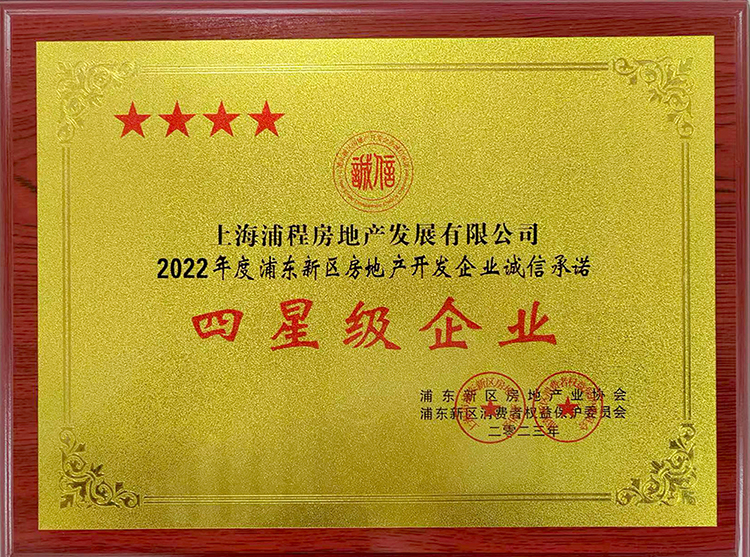 誠信
上海浦程房地产发展有限公司
2022年度浦东新区房地产开发企业诚信承诺
四星级企业
浦东新区房地产业协会
浦东新区消费者权益保护委员会
二〇二三年